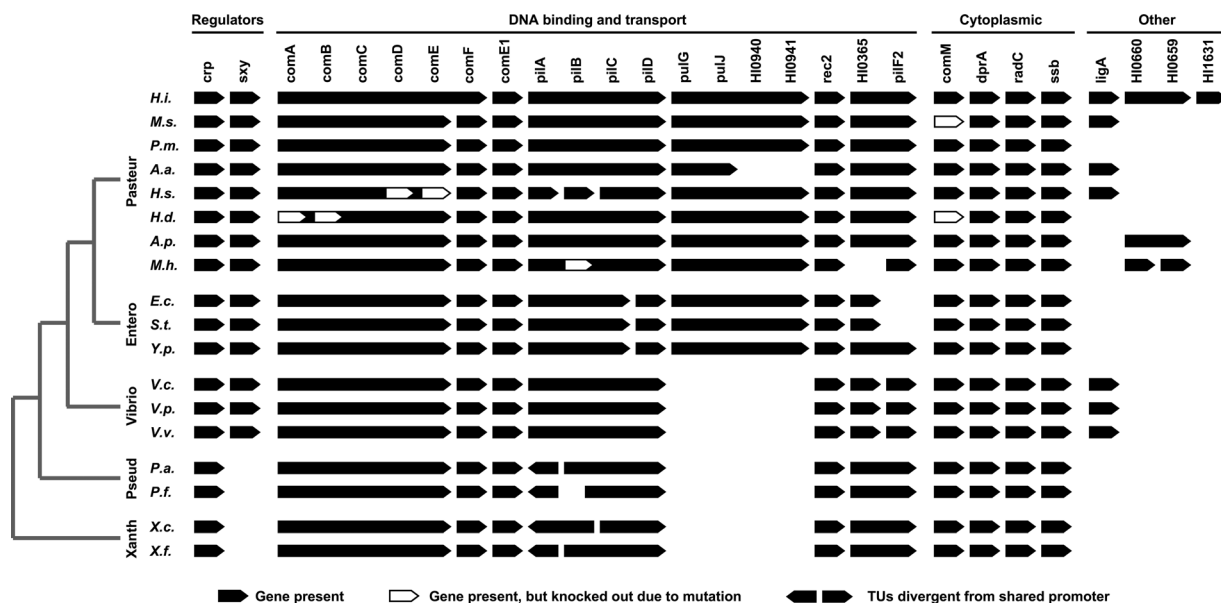 Regulators DNA binding and transport Cytoplasmic Other
crp sxy comA comB comC comD comE comF comE1 pilA pilB pilC pilD pulG pulJ HI0940 HI0941 rec2 HI0365 pilF2 comM dprA radC ssb ligA HI0660 HI0659 HI1631
Pasteur
H.i.
M.s.
P.m.
A.a.
H.s.
H.d.
A.p.
M.h.
Entero
E.c.
S.t.
Y.p.
Vibrio
V.c.
V.p.
V.v.
Pseud
P.a.
P.f.
Xanth
X.c.
X.f.
Gene present Gene present, but knocked out due to mutation TUs divergent from shared promoter